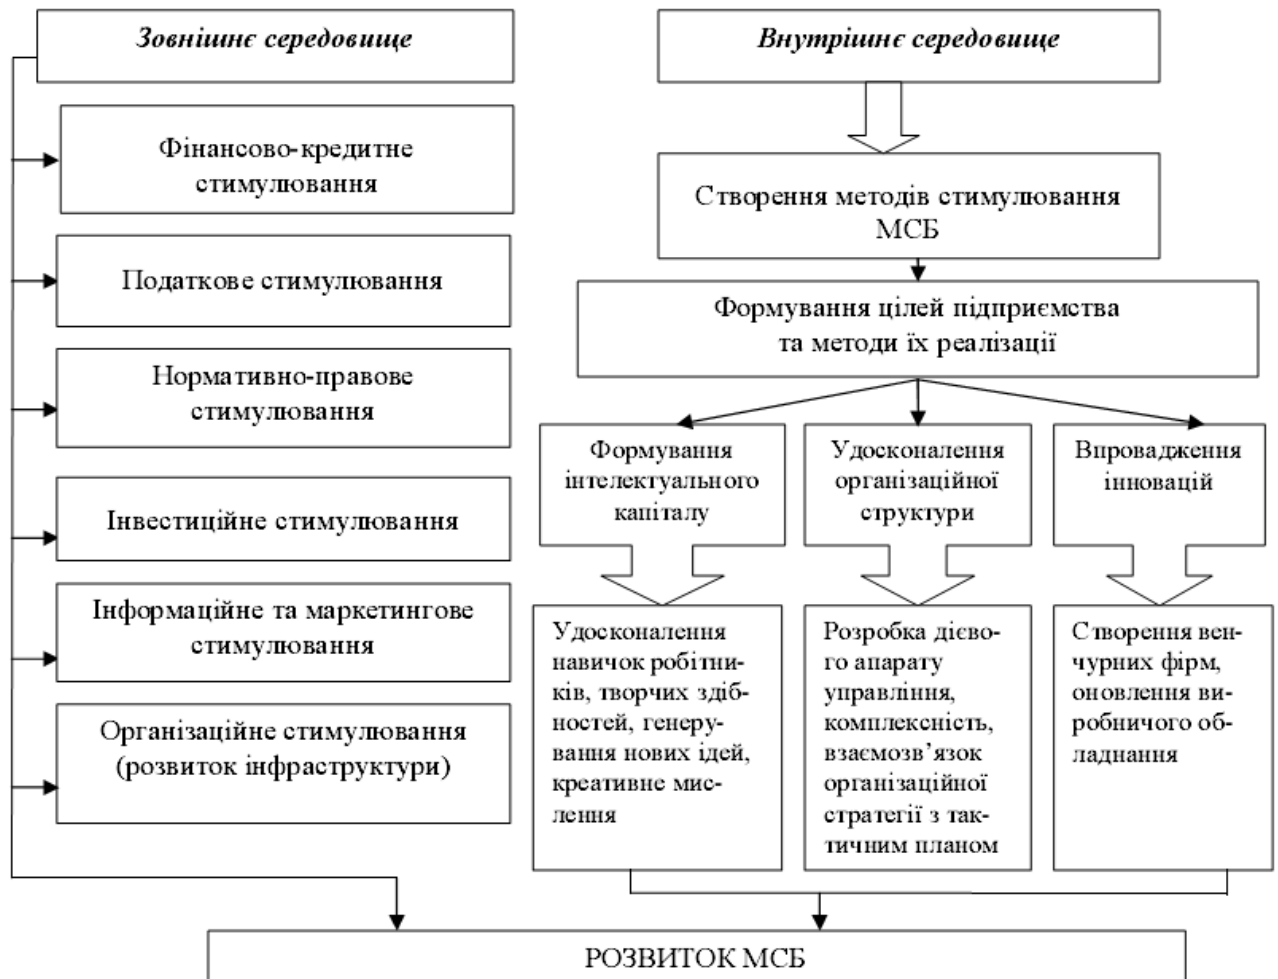 Зовнішнє середовище
Фінансово-кредитне
стимулювання
Податкове стимулювання
Нормативно-правове
стимулювання
Інвестиційне стимулювання
Інформаційне та маркетингове
стимулювання
Організаційне стимулювання
(розвиток інфраструктури)
Внутрішнє середовище
Створення методів стимулювання
МСБ
Формування цілей підприємства
та методи їх реалізації
Формування
інтелектуального
капіталу
Удосконалення
організаційної
структури
Впровадження
інновацій
Удосконалення
навичок робітни-
ків, творчих здіб-
ностей, генеру-
вання нових ідей,
креативне мис-
лення
Розробка дієво-
го апарату
управління,
комплексність,
взаємозв’язок
організаційної
стратегії з так-
тичним планом
Створення вен-
чурних фірм,
оновлення ви-
робничого об-
ладнання
РОЗВИТОК МСБ